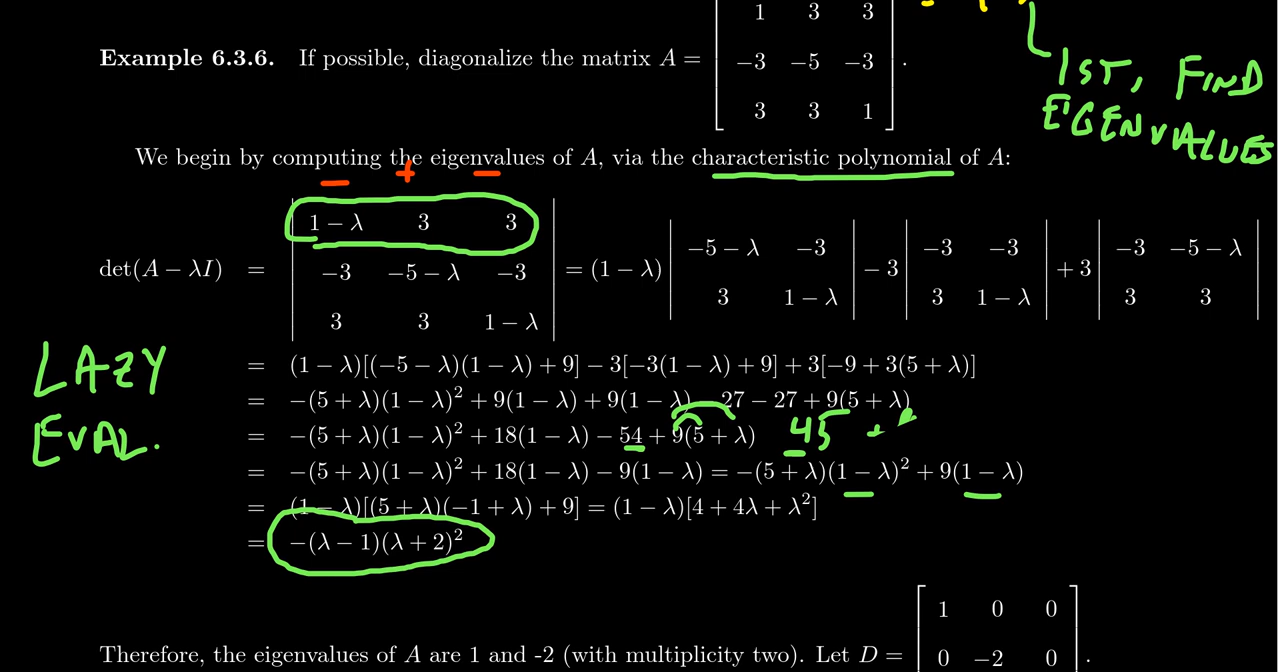 1 3 3
Example 6.3.6. If possible, diagonalize the matrix A = [ −3 −5 −3 ] .
3 3 1
1ST, FIND
EIGENVALUES
We begin by computing the eigenvalues of A, via the characteristic polynomial of A:
− + −
1 − λ 3 3
−5 − λ −3 −3 −3 −3 −5 − λ
det(A − λI) = | −3 −5 − λ −3 | = (1 − λ) | | − 3 | | + 3 | |
3 1 − λ 3 1 − λ 3 3
3 3 1 − λ
= (1 − λ)[(−5 − λ)(1 − λ) + 9] − 3[−3(1 − λ) + 9] + 3[−9 + 3(5 + λ)]
LAZY
= −(5 + λ)(1 − λ)² + 9(1 − λ) + 9(1 − λ) − 27 − 27 + 9(5 + λ)
EVAL.
= −(5 + λ)(1 − λ)² + 18(1 − λ) − 54 + 9(5 + λ) 45 +
= −(5 + λ)(1 − λ)² + 18(1 − λ) − 9(1 − λ) = −(5 + λ)(1 − λ)² + 9(1 − λ)
= (1 − λ)[(5 + λ)(−1 + λ) + 9] = (1 − λ)[4 + 4λ + λ²]
= −(λ − 1)(λ + 2)²
1 0 0
Therefore, the eigenvalues of A are 1 and -2 (with multiplicity two). Let D = [ 0 −2 0 ] .